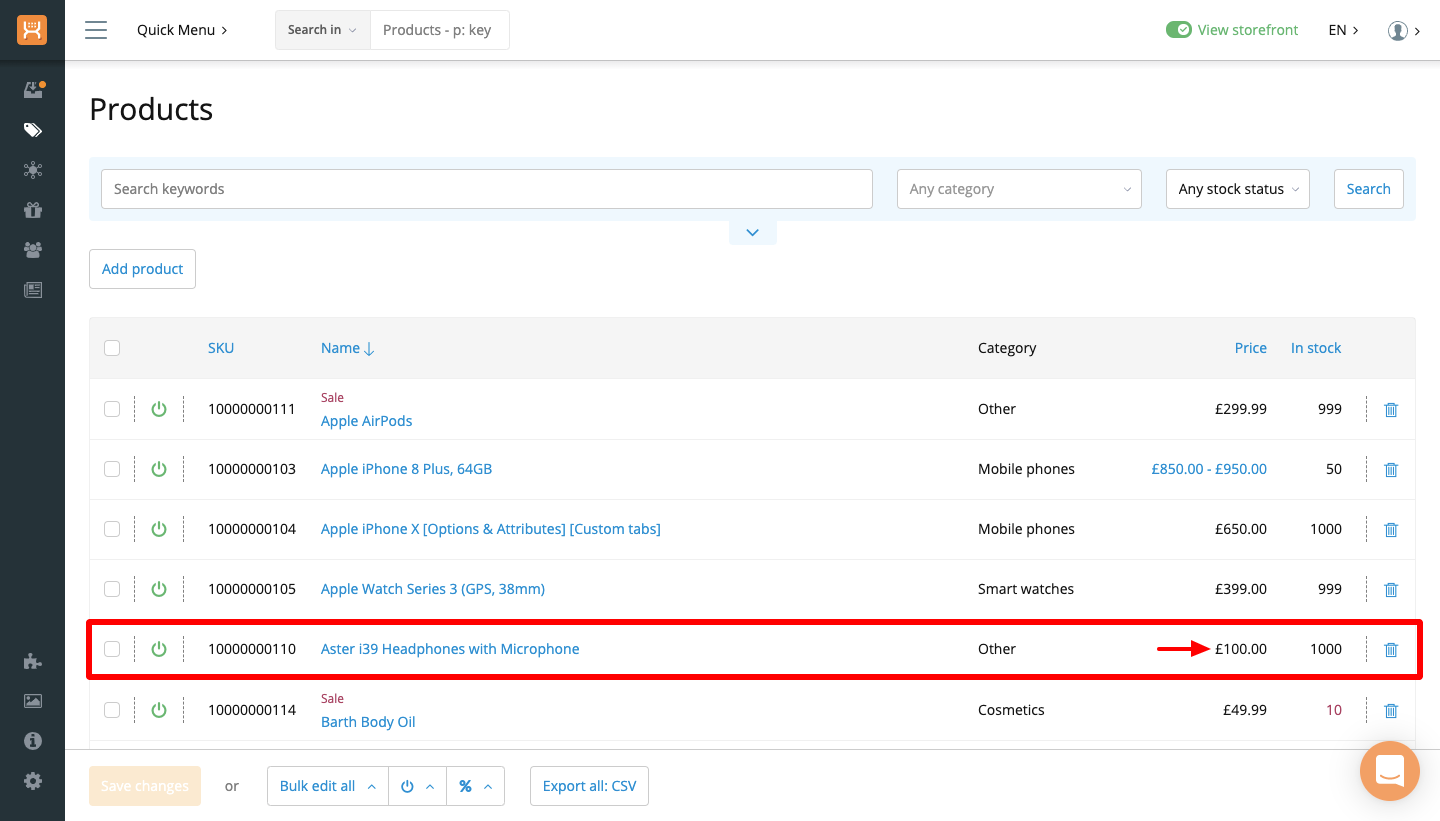 Quick Menu
Search in
Products - p: key
View storefront
EN
Products
Search keywords
Any category
Any stock status
Search
Add product
SKU Name Category Price In stock
Sale
10000000111 Apple AirPods Other £299.99 999
10000000103 Apple iPhone 8 Plus, 64GB Mobile phones £850.00 - £950.00 50
10000000104 Apple iPhone X [Options & Attributes] [Custom tabs] Mobile phones £650.00 1000
10000000105 Apple Watch Series 3 (GPS, 38mm) Smart watches £399.00 999
10000000110 Aster i39 Headphones with Microphone Other £100.00 1000
Sale
10000000114 Barth Body Oil Cosmetics £49.99 10
Save changes or Bulk edit all % Export all: CSV